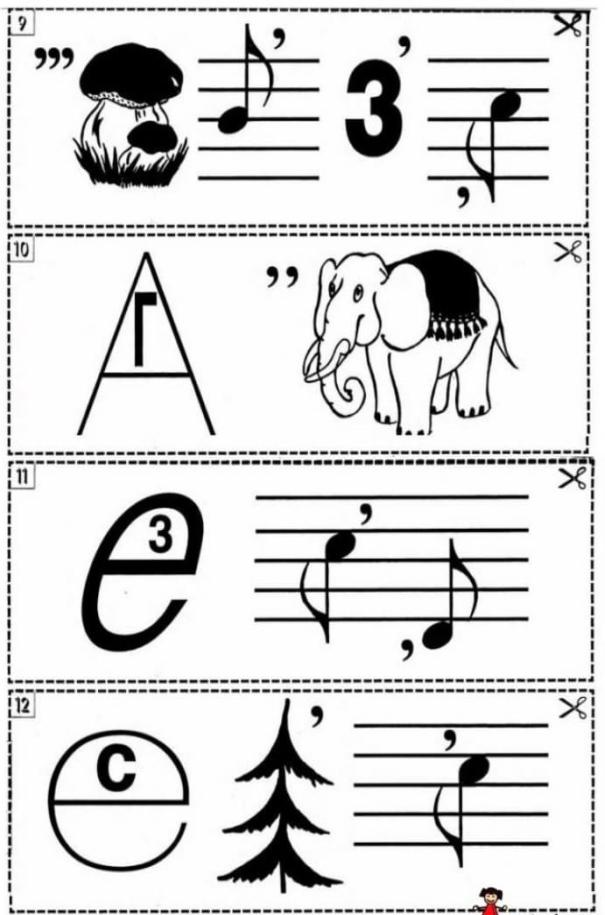 9
,,, , 3 , ,
10
А Г ,,
11
е 3 , ,
12
е с , ,